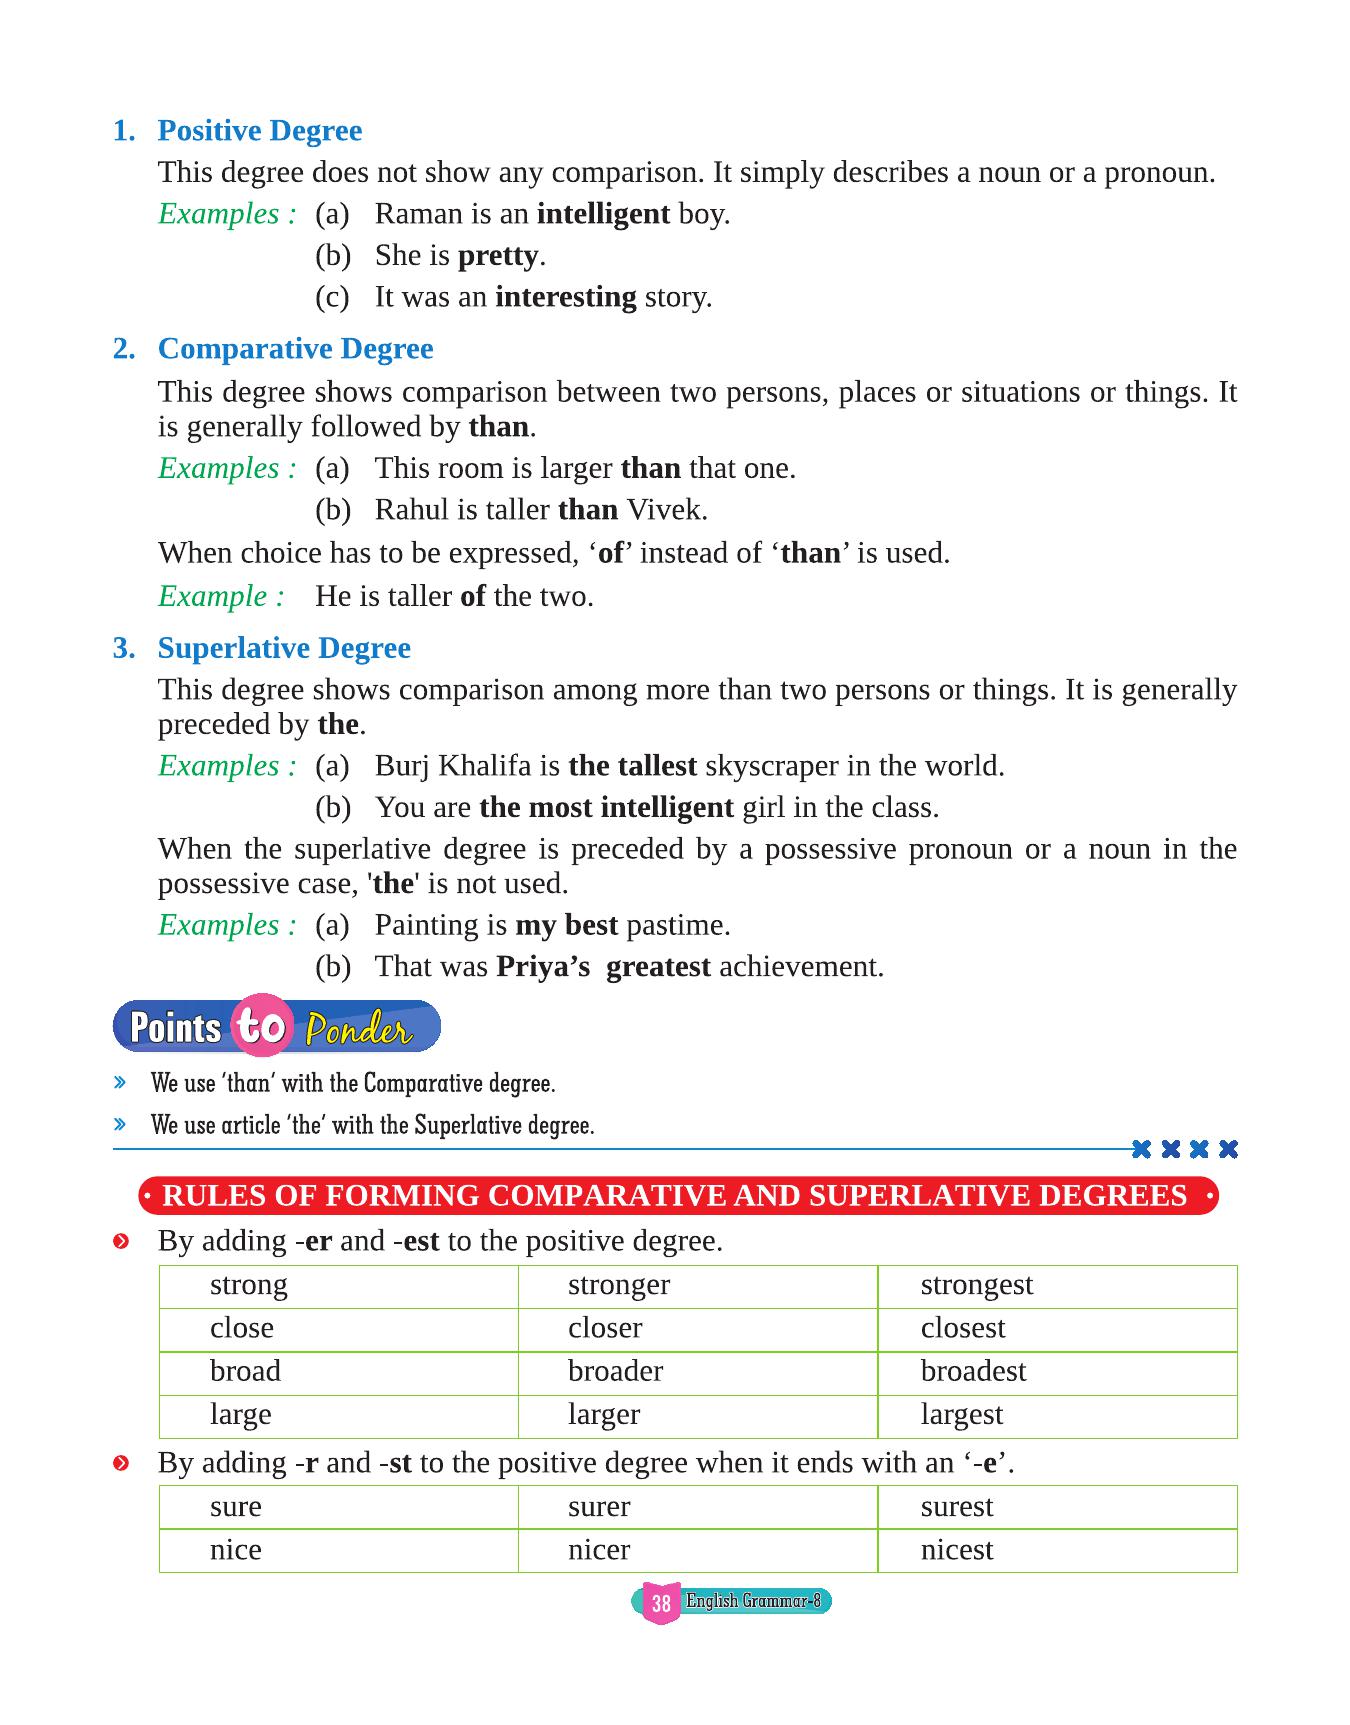 1. Positive Degree
This degree does not show any comparison. It simply describes a noun or a pronoun.
Examples : (a) Raman is an intelligent boy.
(b) She is pretty.
(c) It was an interesting story.
2. Comparative Degree
This degree shows comparison between two persons, places or situations or things. It
is generally followed by than.
Examples : (a) This room is larger than that one.
(b) Rahul is taller than Vivek.
When choice has to be expressed, ‘of’ instead of ‘than’ is used.
Example : He is taller of the two.
3. Superlative Degree
This degree shows comparison among more than two persons or things. It is generally
preceded by the.
Examples : (a) Burj Khalifa is the tallest skyscraper in the world.
(b) You are the most intelligent girl in the class.
When the superlative degree is preceded by a possessive pronoun or a noun in the
possessive case, 'the' is not used.
Examples : (a) Painting is my best pastime.
(b) That was Priya’s greatest achievement.
Points to Ponder
» We use ‘than’ with the Comparative degree.
» We use article ‘the’ with the Superlative degree.
• RULES OF FORMING COMPARATIVE AND SUPERLATIVE DEGREES •
By adding -er and -est to the positive degree.
strong stronger strongest
close closer closest
broad broader broadest
large larger largest
By adding -r and -st to the positive degree when it ends with an ‘-e’.
sure surer surest
nice nicer nicest
38 English Grammar-8